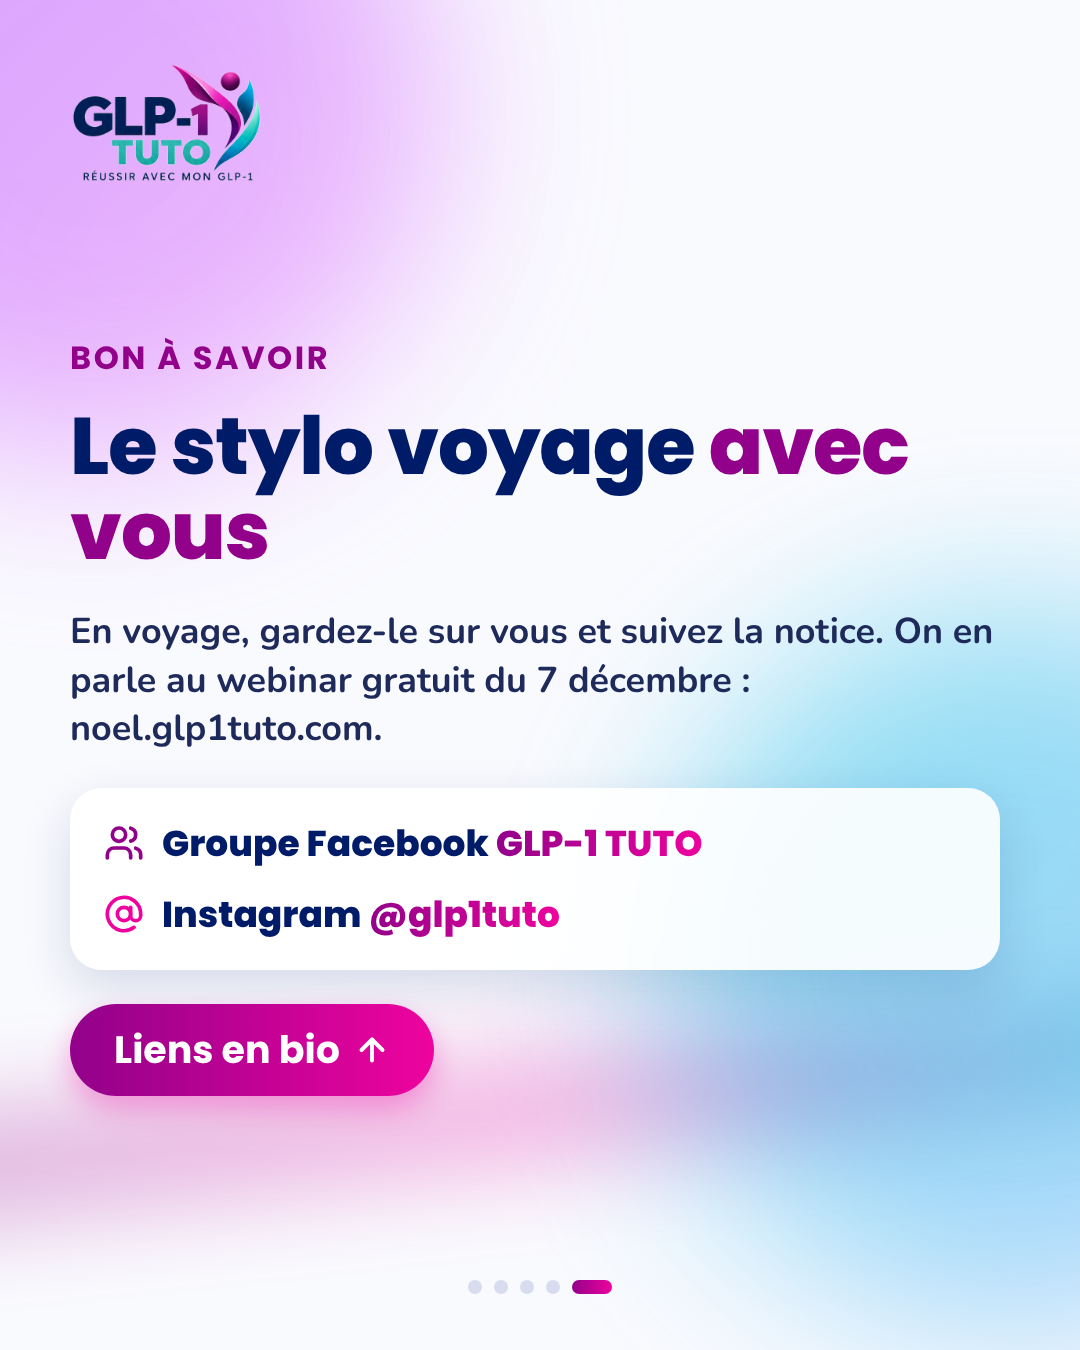 GLP-1
TUTO
RÉUSSIR AVEC MON GLP-1
BON À SAVOIR
Le stylo voyage avec
vous
En voyage, gardez-le sur vous et suivez la notice. On en
parle au webinar gratuit du 7 décembre :
noel.glp1tuto.com.
Groupe Facebook GLP-1 TUTO
Instagram @glp1tuto
Liens en bio ↑